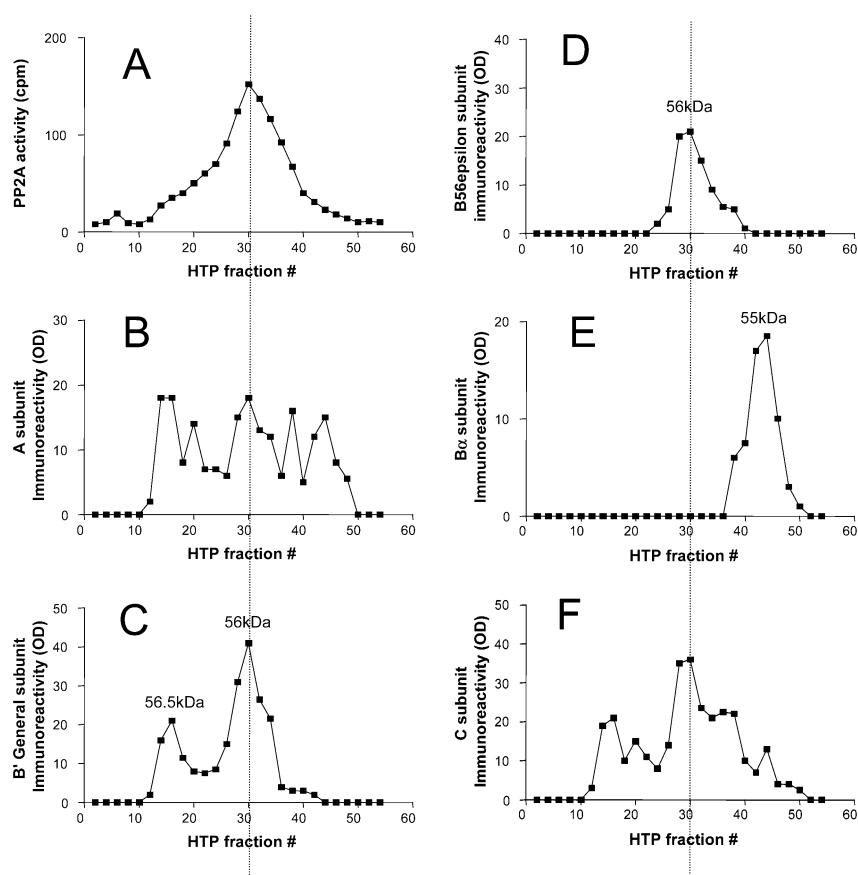 A
PP2A activity (cpm)
200
100
0
0 10 20 30 40 50 60
HTP fraction #
B
A subunit
Immunoreactivity (OD)
30
20
10
0
0 10 20 30 40 50 60
HTP fraction #
C
B' General subunit
Immunoreactivity (OD)
50
40
30
20
10
0
56.5kDa
56kDa
0 10 20 30 40 50 60
HTP fraction #
D
B56epsilon subunit
immunoreactivity (OD)
40
30
20
10
0
56kDa
0 10 20 30 40 50 60
HTP fraction #
E
Bα subunit
Immunoreactivity (OD)
20
10
0
55kDa
0 10 20 30 40 50 60
HTP fraction #
F
C subunit
Immunoreactivity (OD)
50
40
30
20
10
0
0 10 20 30 40 50 60
HTP fraction #